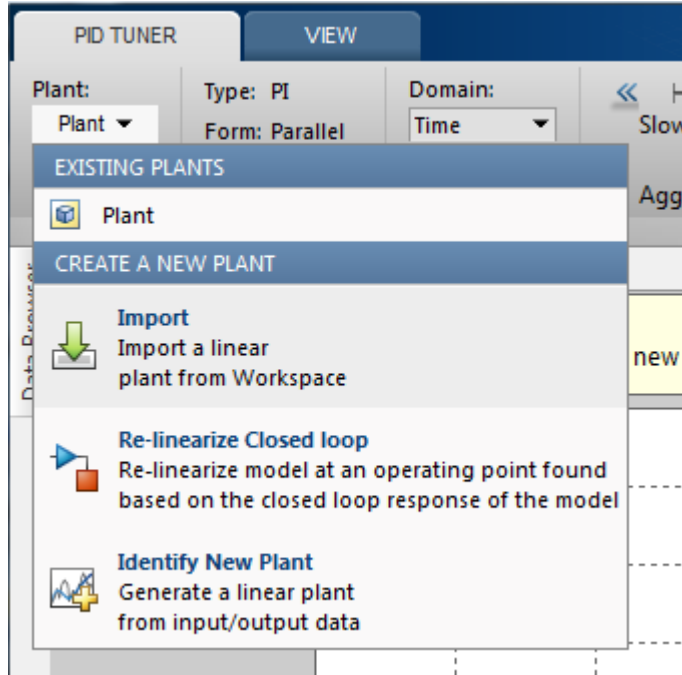 PID TUNER VIEW
Plant: Type: PI Domain:
Plant Form: Parallel Time Slow
EXISTING PLANTS
Plant
CREATE A NEW PLANT
Import
Import a linear
plant from Workspace
new
Re-linearize Closed loop
Re-linearize model at an operating point found
based on the closed loop response of the model
Identify New Plant
Generate a linear plant
from input/output data